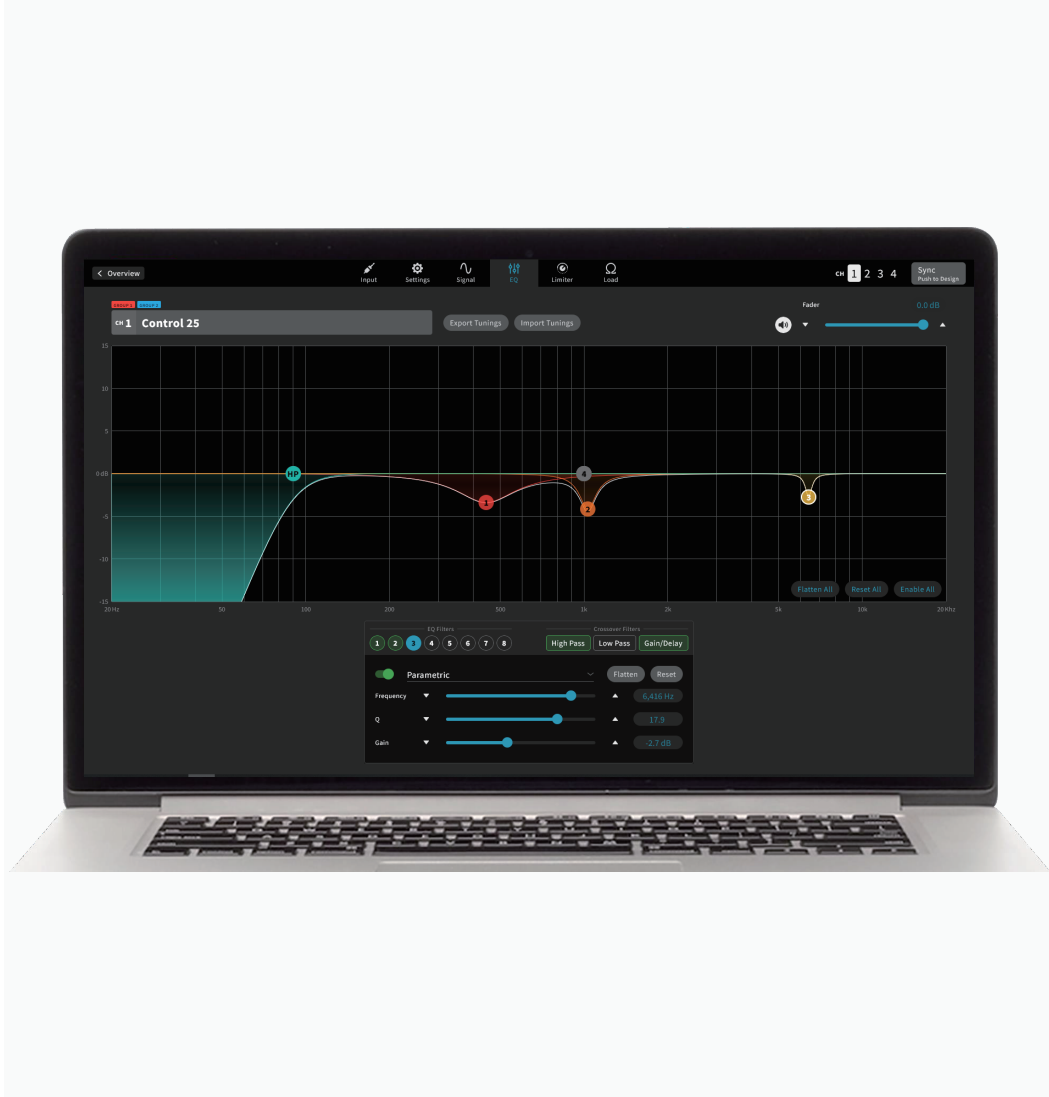 Overview
Input
Settings
Signal
EQ
Limiter
Load
CH 1 2 3 4
Sync
Push to Design
GROUP 1
CH 1 Control 25
Export Tunings
Import Tunings
Fader
0.0 dB
15
10
5
0 dB
-5
-10
-15
HP
1
4
2
3
Flatten All
Reset All
Enable All
20 Hz
50
100
200
500
1k
2k
5k
10k
20 Khz
EQ Filters
Crossover Filters
1 2 3 4 5 6 7 8
High Pass
Low Pass
Gain/Delay
Parametric
Flatten
Reset
Frequency
6,416 Hz
Q
17.9
Gain
-2.7 dB